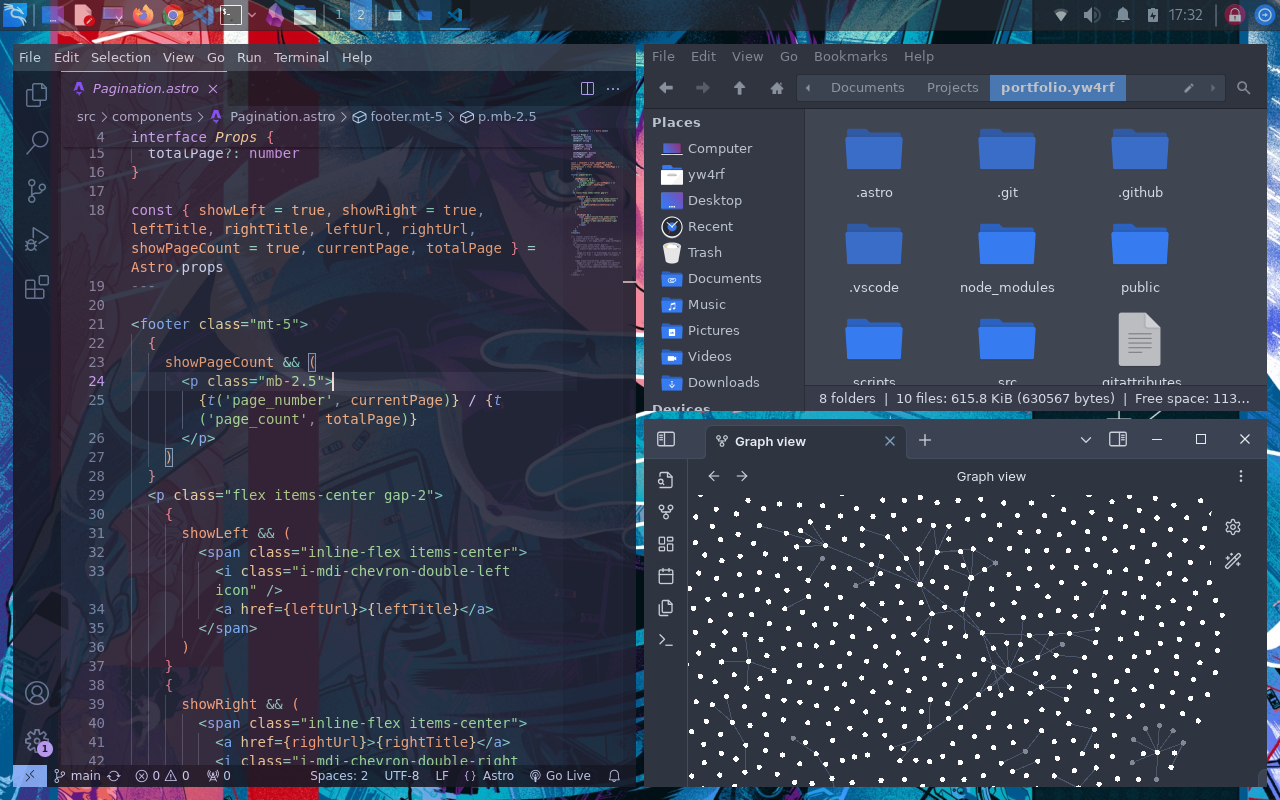 1 2
17:32
File Edit Selection View Go Run Terminal Help
Pagination.astro
src components Pagination.astro footer.mt-5 p.mb-2.5
4 interface Props {
15 totalPage?: number
16 }
17
18 const { showLeft = true, showRight = true,
leftTitle, rightTitle, leftUrl, rightUrl,
showPageCount = true, currentPage, totalPage } =
Astro.props
19 ---
20
21 <footer class="mt-5">
22 {
23 showPageCount && (
24 <p class="mb-2.5">
25 {t('page_number', currentPage)} / {t
('page_count', totalPage)}
26 </p>
27 )
28 }
29 <p class="flex items-center gap-2">
30 {
31 showLeft && (
32 <span class="inline-flex items-center">
33 <i class="i-mdi-chevron-double-left
icon" />
34 <a href={leftUrl}>{leftTitle}</a>
35 </span>
36 )
37 }
38 {
39 showRight && (
40 <span class="inline-flex items-center">
41 <a href={rightUrl}>{rightTitle}</a>
42 <i class="i-mdi-chevron-double-right
1
main 0 0 0 Spaces: 2 UTF-8 LF {} Astro Go Live
File Edit View Go Bookmarks Help
Documents Projects portfolio.yw4rf
Places
Computer
yw4rf
Desktop
Recent
Trash
Documents
Music
Pictures
Videos
Downloads
Devices
.astro .git .github
.vscode node_modules public
scripts src gitattributes
8 folders | 10 files: 615.8 KiB (630567 bytes) | Free space: 113...
Graph view
Graph view